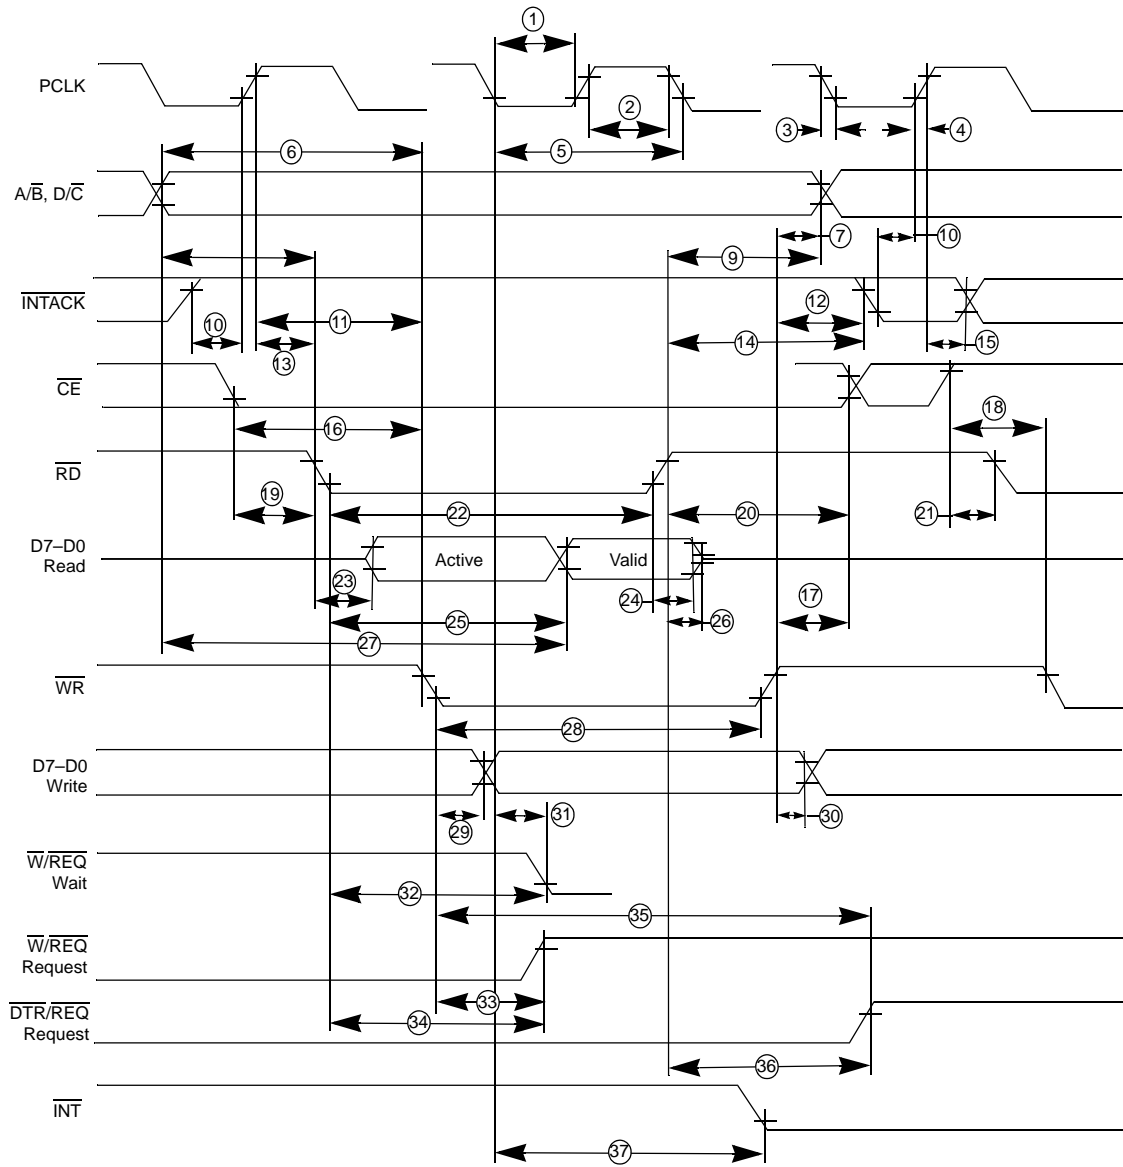 1
PCLK
2
3
4
6
5
A/B, D/C
7
10
9
INTACK
10
11
12
13
14
15
CE
16
18
RD
19
22
20
21
D7–D0
Read
Active
Valid
23
24
17
25
26
27
WR
28
D7–D0
Write
29
31
30
W/REQ
Wait
32
35
W/REQ
Request
33
34
DTR/REQ
Request
36
INT
37